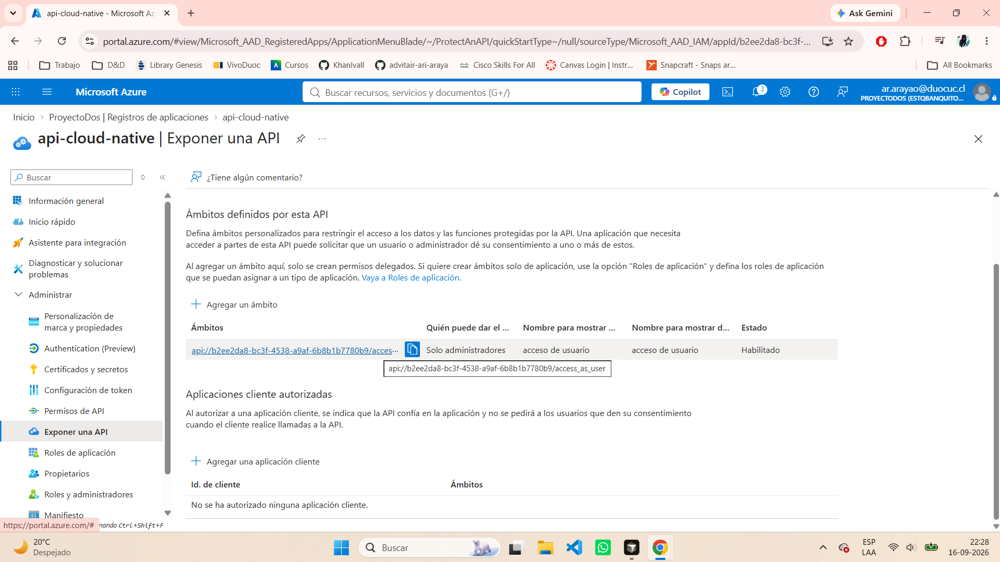 api-cloud-native - Microsoft Az
Ask Gemini
portal.azure.com/#view/Microsoft_AAD_RegisteredApps/ApplicationMenuBlade/~/ProtectAnAPI/quickStartType~/null/sourceType/Microsoft_AAD_IAM/appId/b2ee2da8-bc3f-...
Trabajo
D&D
Library Genesis
VivoDuoc
Cursos
Khanlvall
advitair-ari-araya
Cisco Skills For All
Canvas Login | Instr...
Snapcraft - Snaps ar...
All Bookmarks
Microsoft Azure
Buscar recursos, servicios y documentos (G+/)
Copilot
3
ar.arayao@duocuc.cl
PROYECTODOS (ESTQBANQUITO...
Inicio > ProyectoDos | Registros de aplicaciones > api-cloud-native
api-cloud-native | Exponer una API
Buscar
¿Tiene algún comentario?
Información general
Inicio rápido
Asistente para integración
Diagnosticar y solucionar
problemas
Administrar
Personalización de
marca y propiedades
Authentication (Preview)
Certificados y secretos
Configuración de token
Permisos de API
Exponer una API
Roles de aplicación
Propietarios
Roles y administradores
Manifiesto
https://portal.azure.com/#
nando Ctrl+Shift+F
Ámbitos definidos por esta API
Defina ámbitos personalizados para restringir el acceso a los datos y las funciones protegidas por la API. Una aplicación que necesita
acceder a partes de esta API puede solicitar que un usuario o administrador dé su consentimiento a uno o más de estos.
Al agregar un ámbito aquí, solo se crean permisos delegados. Si quiere crear ámbitos solo de aplicación, use la opción "Roles de aplicación" y defina los roles de aplicación
que se puedan asignar a un tipo de aplicación. Vaya a Roles de aplicación.
Agregar un ámbito
Ámbitos
Quién puede dar el ...
Nombre para mostrar ...
Nombre para mostrar d...
Estado
api://b2ee2da8-bc3f-4538-a9af-6b8b1b7780b9/acces...
Solo administradores
acceso de usuario
acceso de usuario
Habilitado
api://b2ee2da8-bc3f-4538-a9af-6b8b1b7780b9/access_as_user
Aplicaciones cliente autorizadas
Al autorizar a una aplicación cliente, se indica que la API confía en la aplicación y no se pedirá a los usuarios que den su consentimiento
cuando el cliente realice llamadas a la API.
Agregar una aplicación cliente
Id. de cliente
Ámbitos
No se ha autorizado ninguna aplicación cliente.
20°C
Despejado
Buscar
ESP
LAA
22:28
16-09-2026